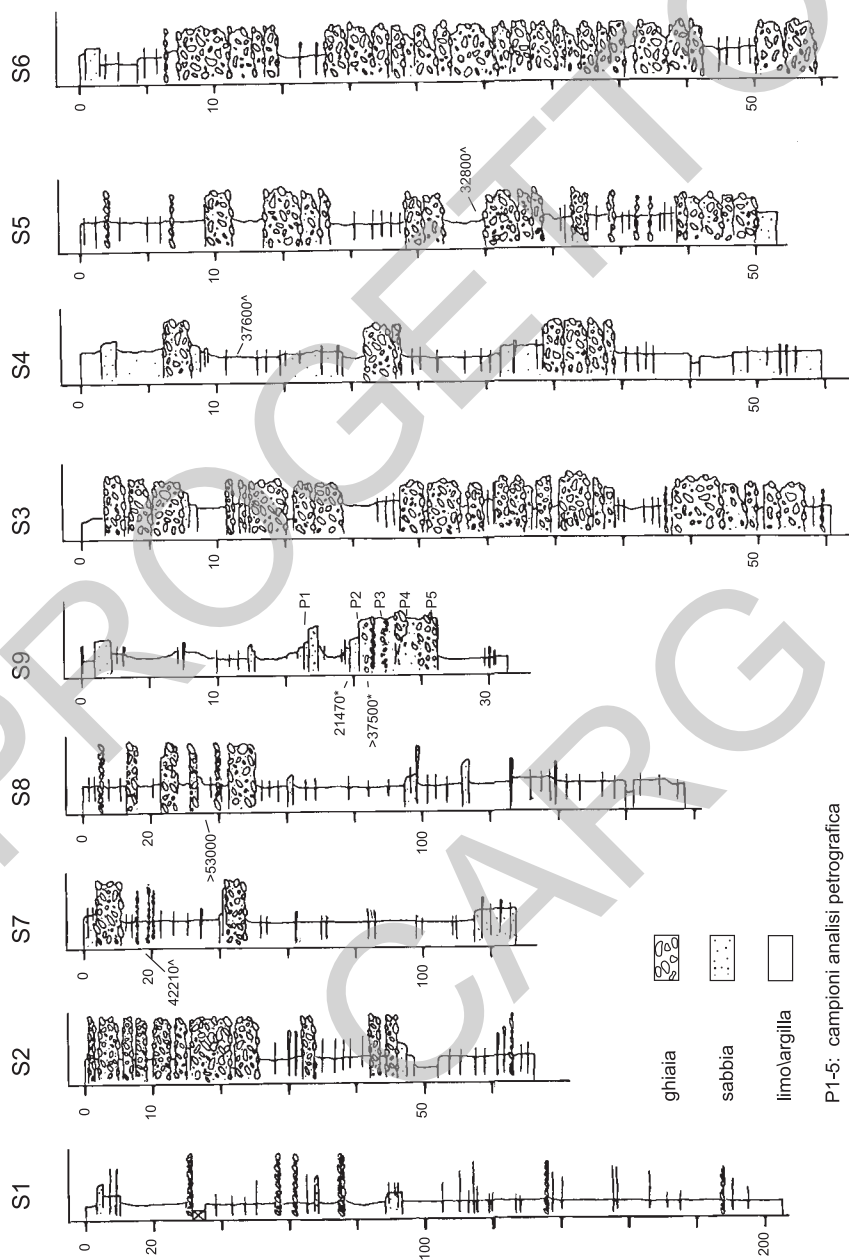 S6
0
10
50
S5
32800^
0
10
50
S4
37600^
0
10
50
S3
0
10
50
S9
P1
P2
P3
P4
P5
21470*
>37500*
0
10
30
S8
>53000
0
20
100
S7
42210^
0
20
100
S2
0
10
50
S1
0
20
100
200
ghiaia
sabbia
limo\argilla
P1-5: campioni analisi petrografica
PROGETTO
CARG